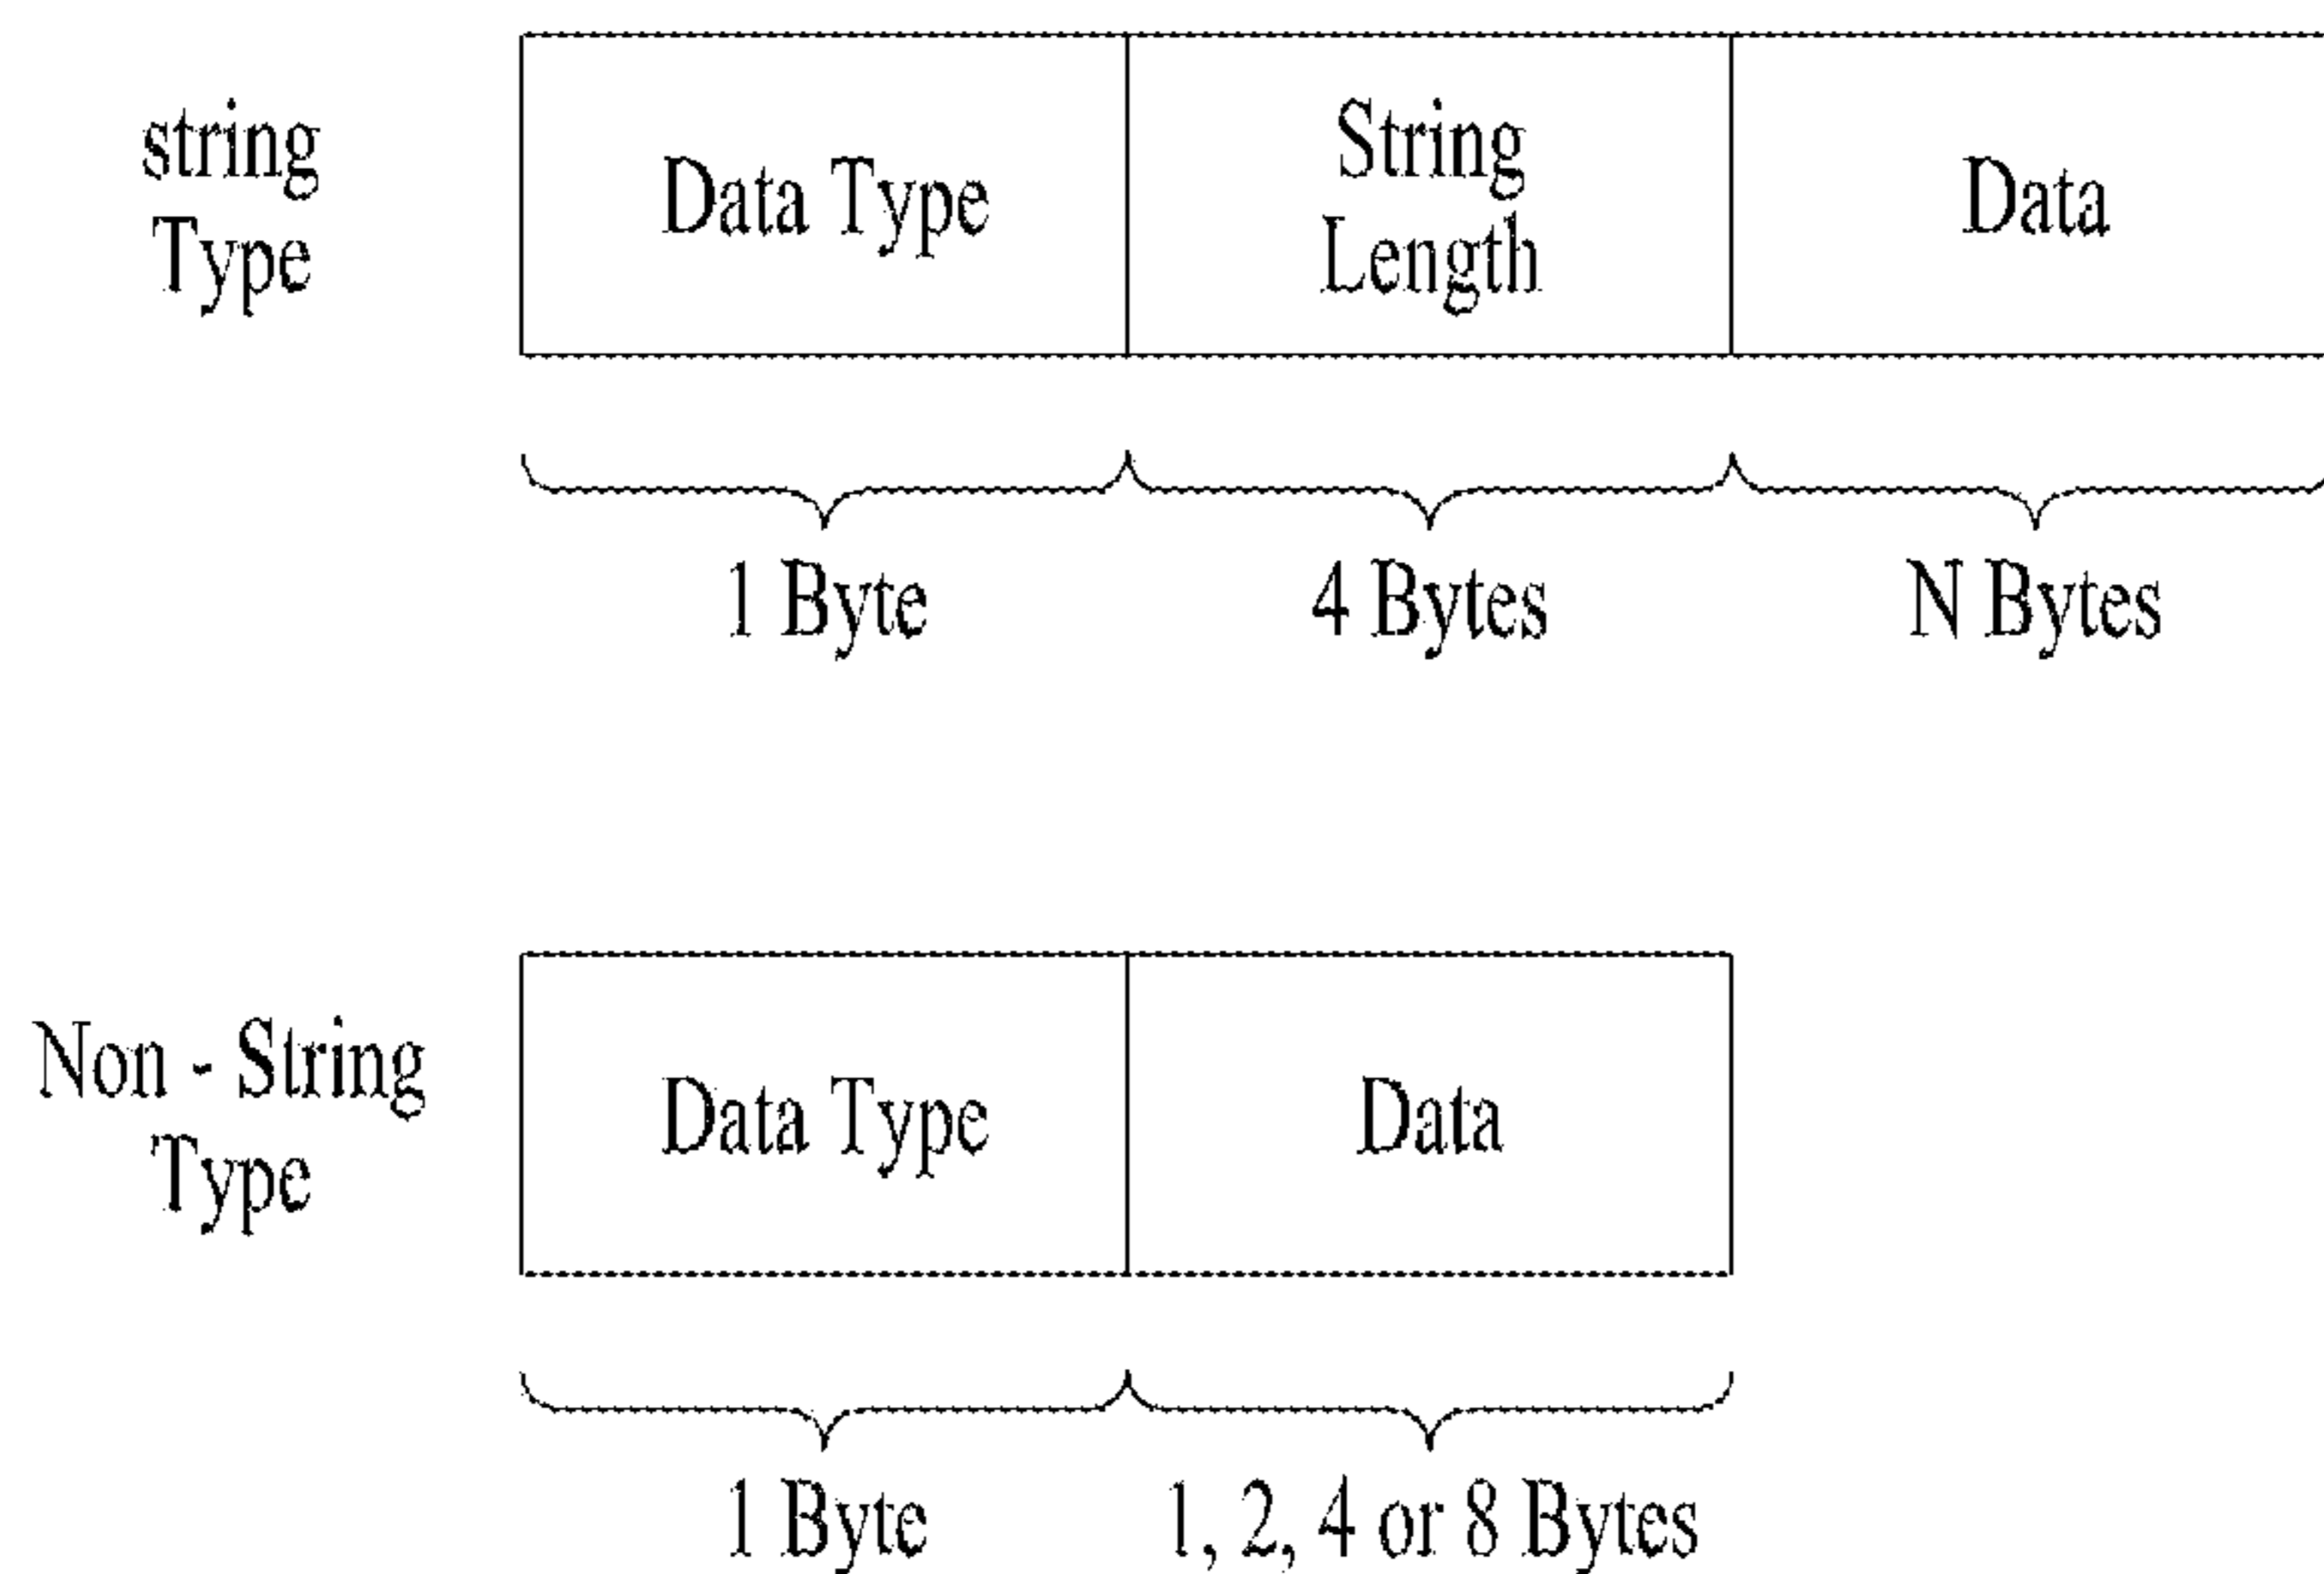 string
Type
Data Type
String
Length
Data
1 Byte
4 Bytes
N Bytes
Non - String
Type
Data Type
Data
1 Byte
1, 2, 4 or 8 Bytes